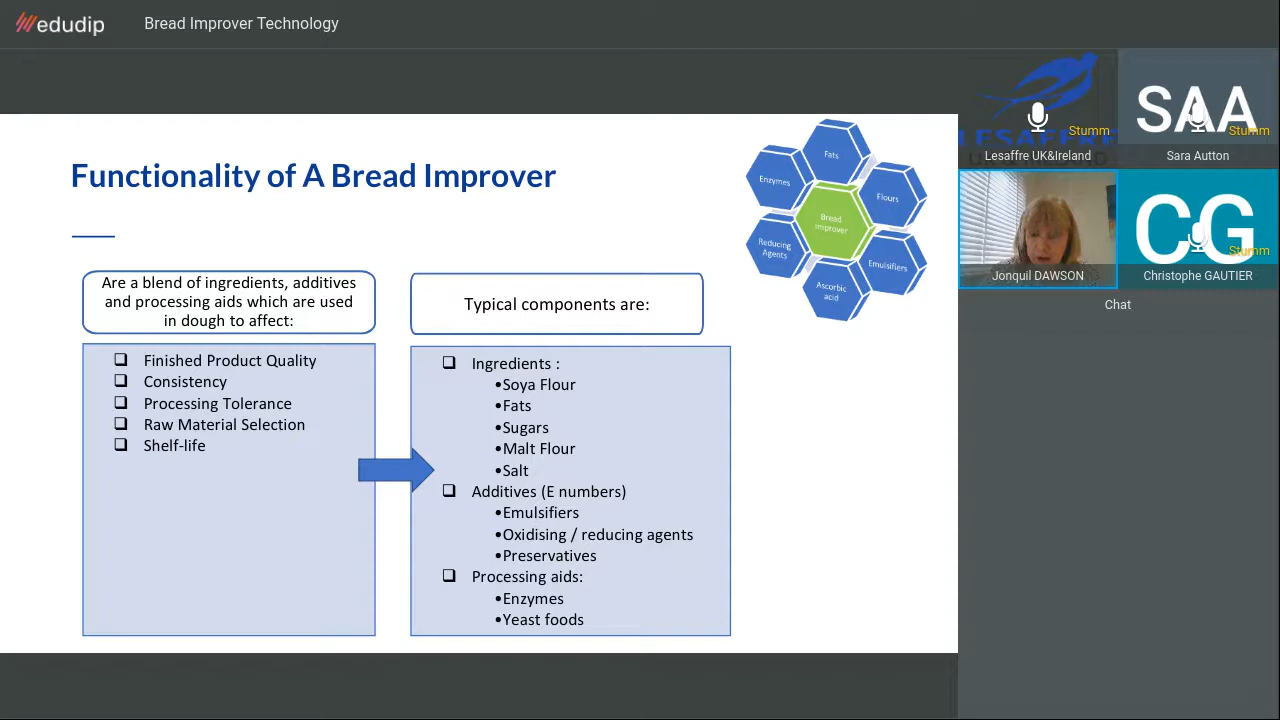 edudip
Bread Improver Technology
Functionality of A Bread Improver
Are a blend of ingredients, additives
and processing aids which are used
in dough to affect:
❑ Finished Product Quality
❑ Consistency
❑ Processing Tolerance
❑ Raw Material Selection
❑ Shelf-life
Typical components are:
❑ Ingredients :
•Soya Flour
•Fats
•Sugars
•Malt Flour
•Salt
❑ Additives (E numbers)
•Emulsifiers
•Oxidising / reducing agents
•Preservatives
❑ Processing aids:
•Enzymes
•Yeast foods
Fats
Enzymes
Flours
Bread
improver
Reducing
Agents
Emulsifiers
Ascorbic
acid
LESAFFRE
Stumm
Lesaffre UK&Ireland
SAA
Stumm
Sara Autton
Jonquil DAWSON
CG
Stumm
Christophe GAUTIER
Chat